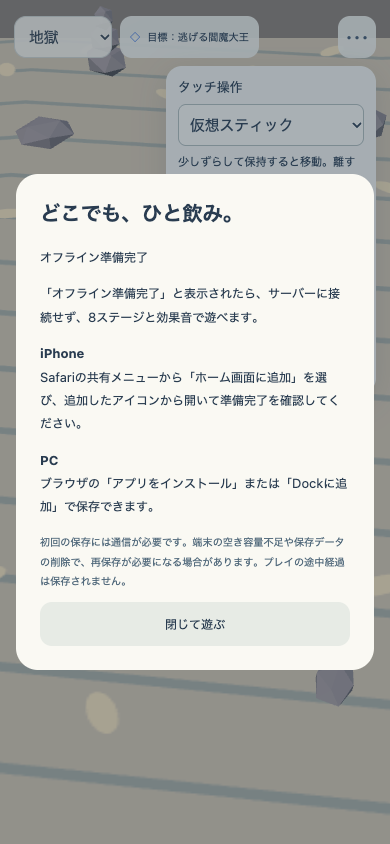 地獄
◇ 目標：逃げる閻魔大王
…
タッチ操作
仮想スティック
少しずらして保持すると移動。離す
どこでも、ひと飲み。
オフライン準備完了
「オフライン準備完了」と表示されたら、サーバーに接
続せず、8ステージと効果音で遊べます。
iPhone
Safariの共有メニューから「ホーム画面に追加」を選
び、追加したアイコンから開いて準備完了を確認してく
ださい。
PC
ブラウザの「アプリをインストール」または「Dockに追
加」で保存できます。
初回の保存には通信が必要です。端末の空き容量不足や保存データ
の削除で、再保存が必要になる場合があります。プレイの途中経過
は保存されません。
閉じて遊ぶ